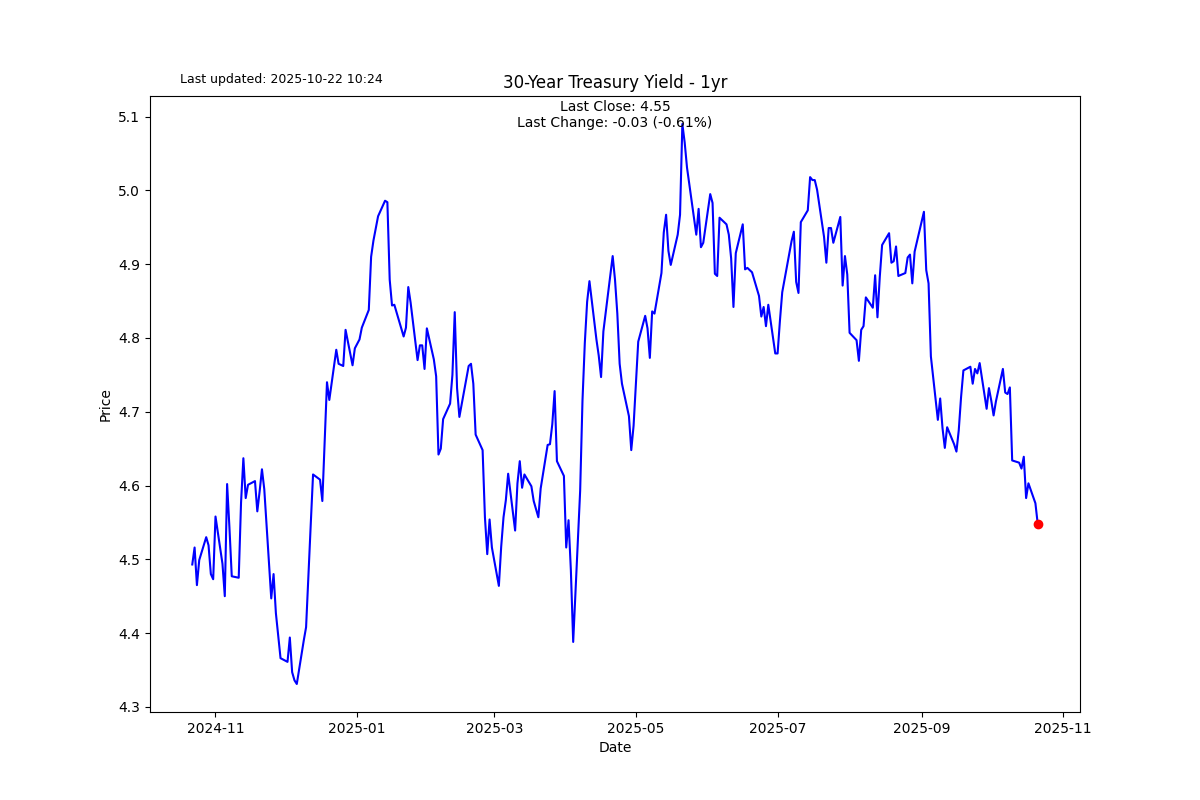 Last updated: 2025-10-22 10:24
30-Year Treasury Yield - 1yr
Last Close: 4.55
Last Change: -0.03 (-0.61%)
5.1
5.0
4.9
4.8
4.7
4.6
4.5
4.4
4.3
Price
2024-11
2025-01
2025-03
2025-05
2025-07
2025-09
2025-11
Date